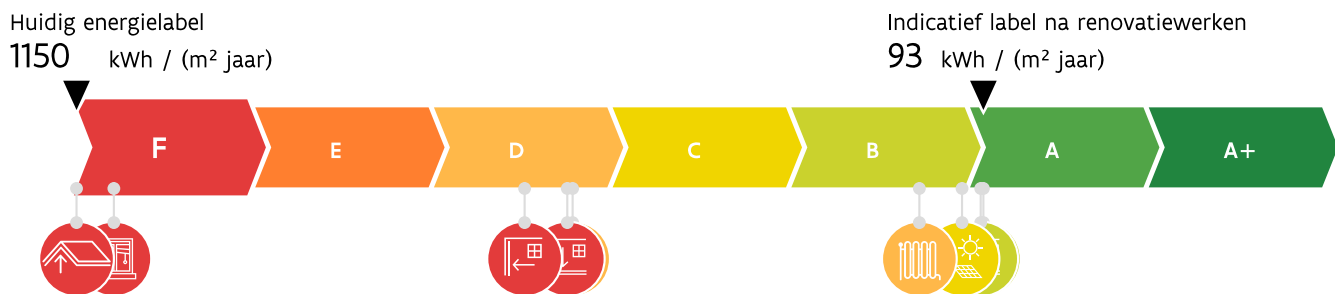 Huidig energielabel
1150 kWh / (m² jaar)
Indicatief label na renovatiewerken
93 kWh / (m² jaar)
F E D C B A A+